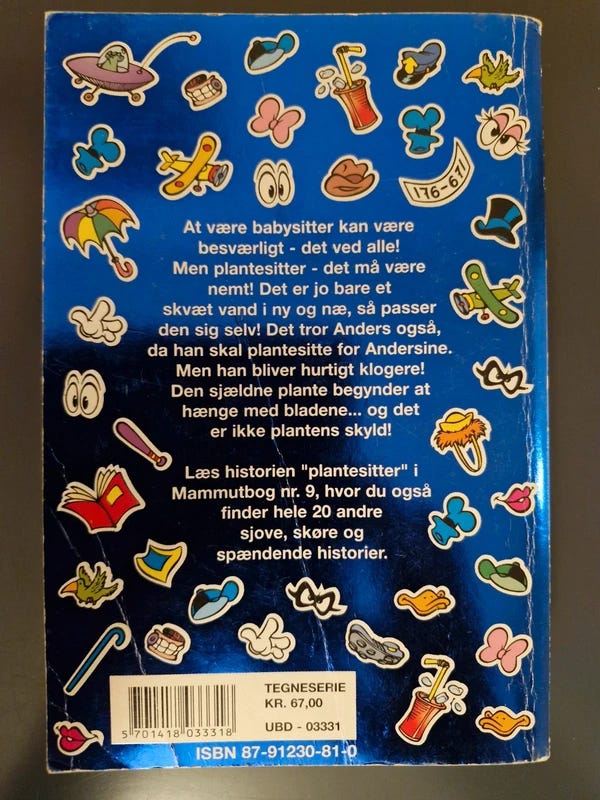 176-671
At være babysitter kan være
besværligt - det ved alle!
Men plantesitter - det må være
nemt! Det er jo bare et
skvæt vand i ny og næ, så passer
den sig selv! Det tror Anders også,
da han skal plantesitte for Andersine.
Men han bliver hurtigt klogere!
Den sjældne plante begynder at
hænge med bladene... og det
er ikke plantens skyld!
Læs historien "plantesitter" i
Mammutbog nr. 9, hvor du også
finder hele 20 andre
sjove, skøre og
spændende historier.
TEGNESERIE
KR. 67,00
UBD - 03331
5 701418 033318
ISBN 87-91230-81-0